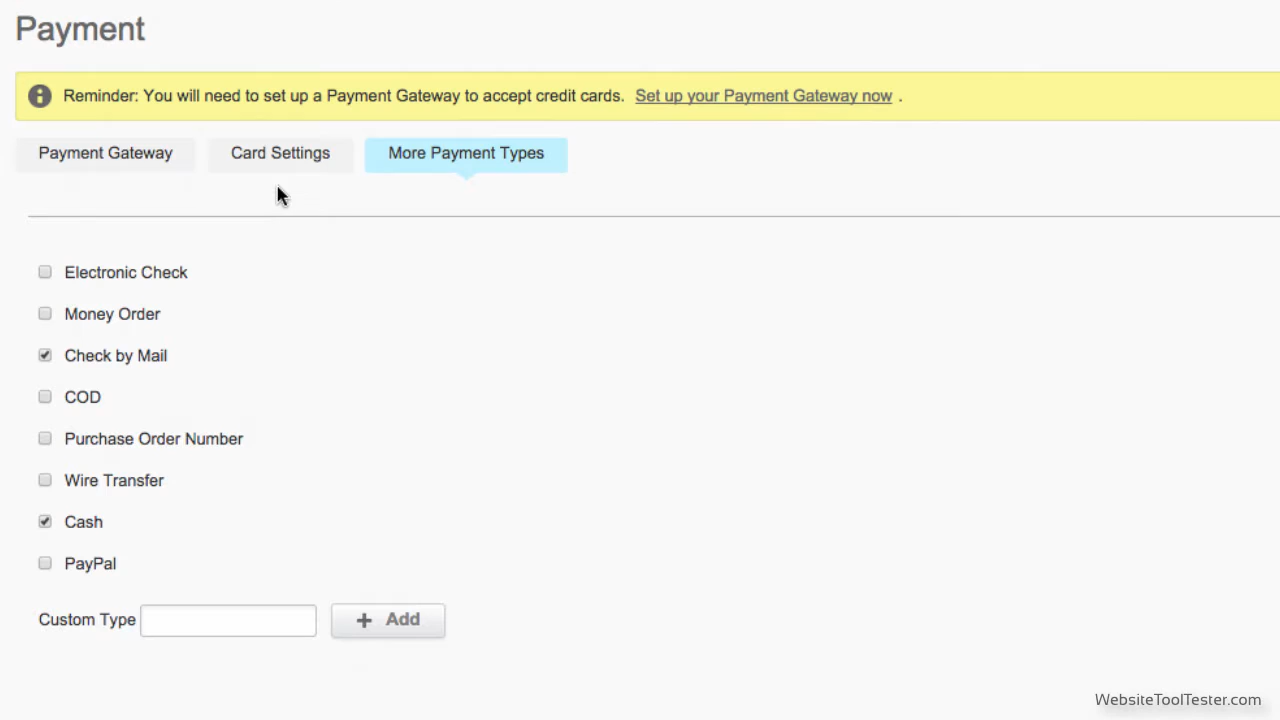 Payment
Reminder: You will need to set up a Payment Gateway to accept credit cards. Set up your Payment Gateway now .
Payment Gateway Card Settings More Payment Types
Electronic Check
Money Order
Check by Mail
COD
Purchase Order Number
Wire Transfer
Cash
PayPal
Custom Type + Add
WebsiteToolTester.com